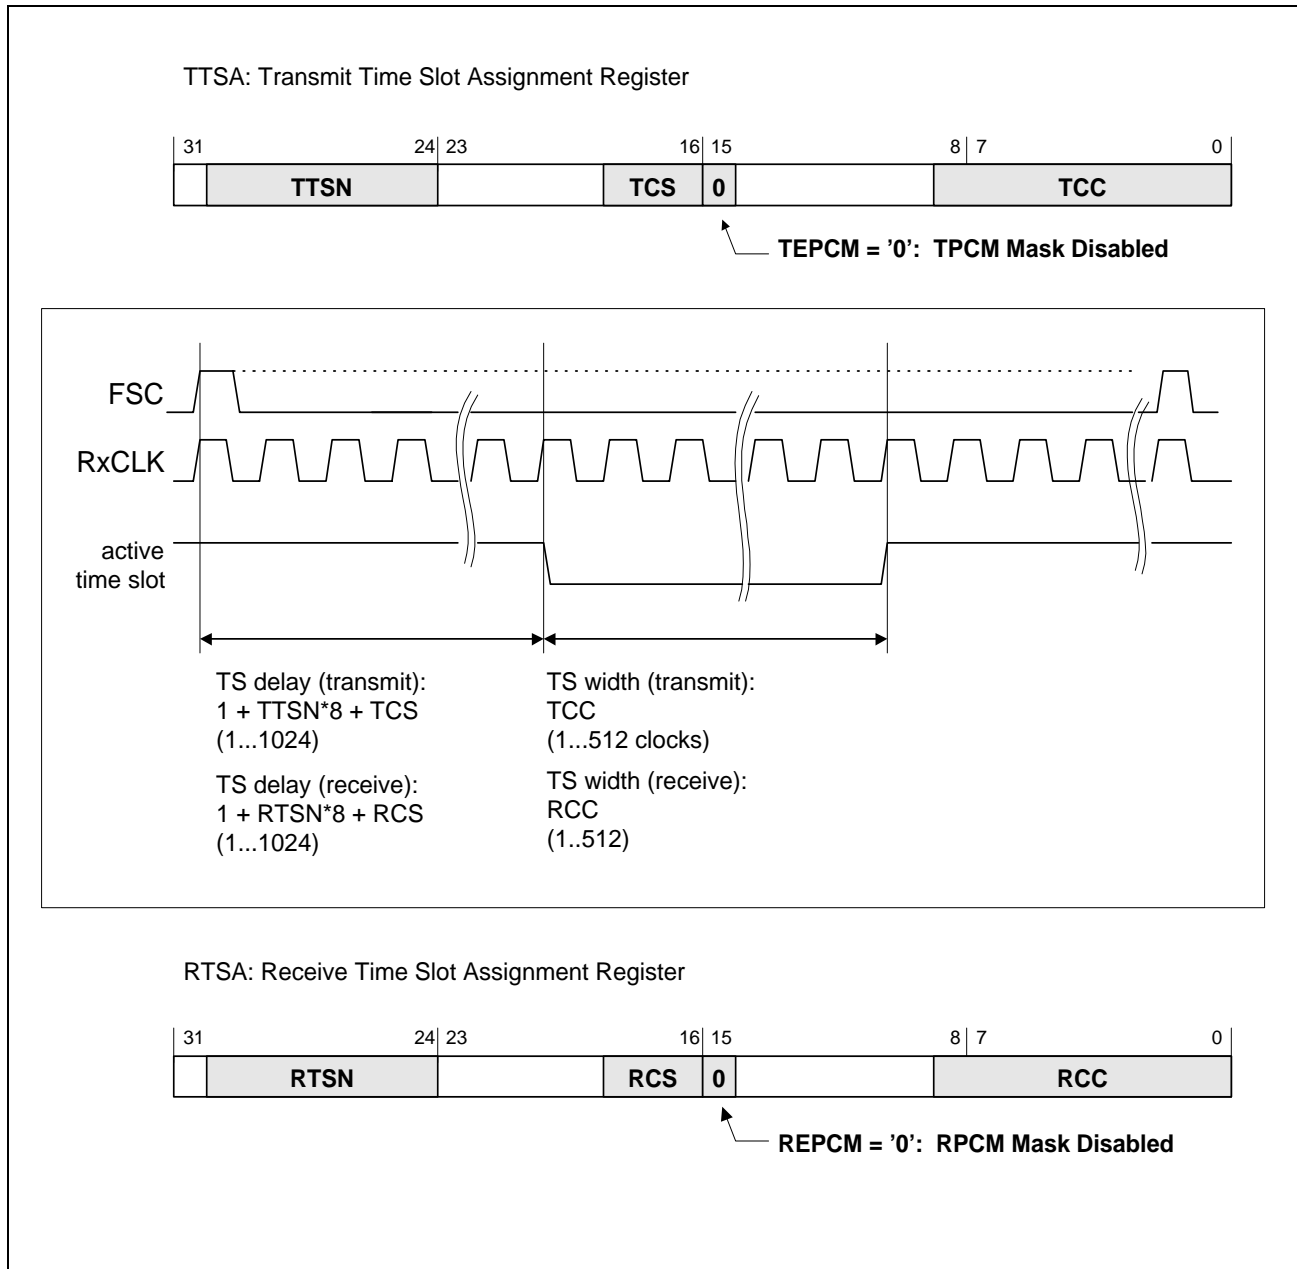 TTSA: Transmit Time Slot Assignment Register
31 24 23 16 15 8 7 0
TTSN TCS 0 TCC
TEPCM = '0': TPCM Mask Disabled
FSC
RxCLK
active
time slot
TS delay (transmit):
1 + TTSN*8 + TCS
(1...1024)
TS width (transmit):
TCC
(1...512 clocks)
TS delay (receive):
1 + RTSN*8 + RCS
(1...1024)
TS width (receive):
RCC
(1..512)
RTSA: Receive Time Slot Assignment Register
31 24 23 16 15 8 7 0
RTSN RCS 0 RCC
REPCM = '0': RPCM Mask Disabled